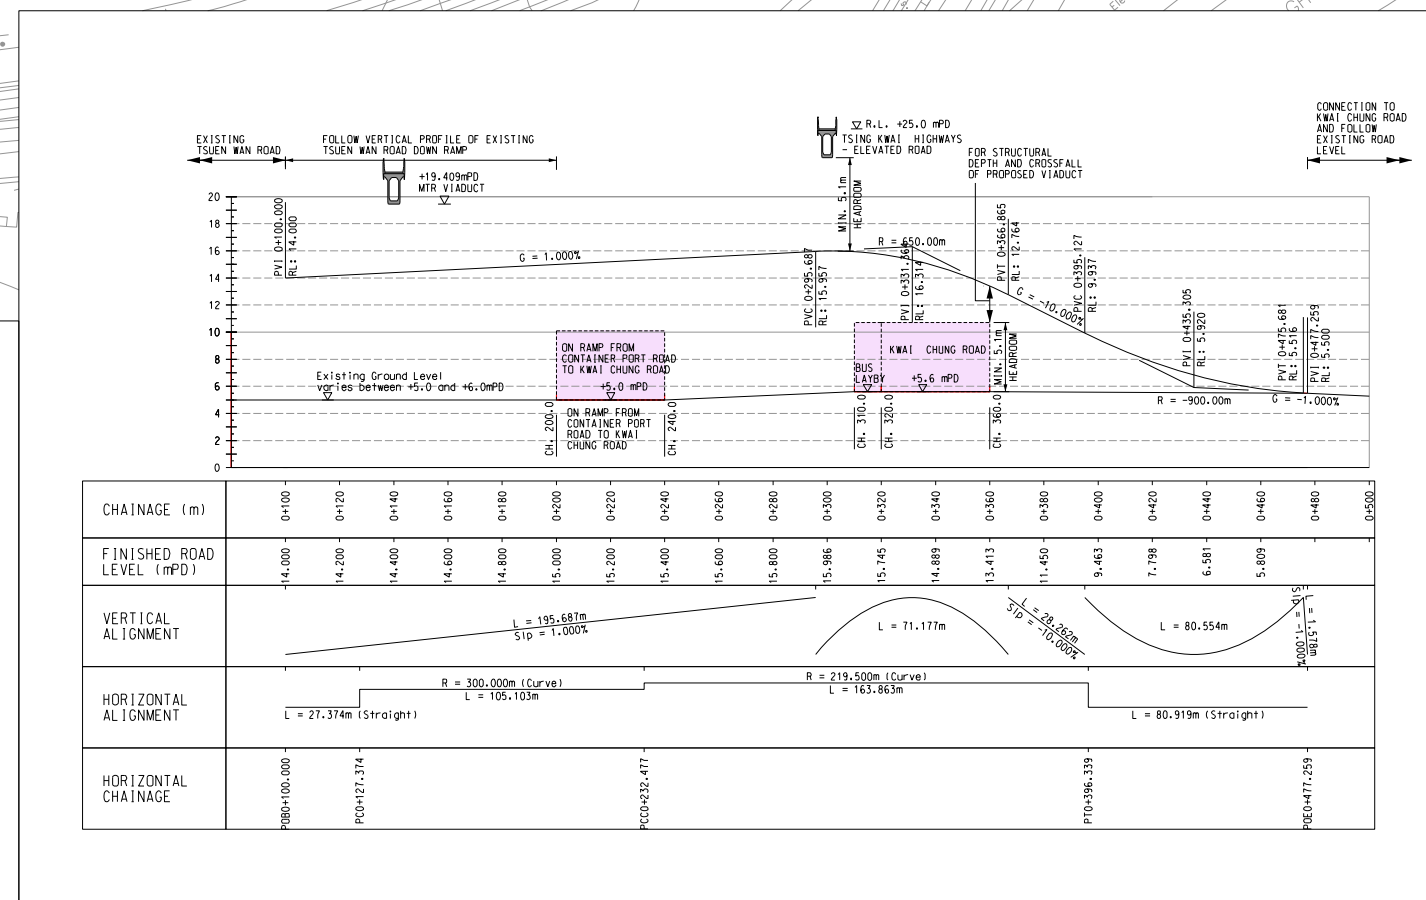 CONNECTION TO
KWAI CHUNG ROAD
AND FOLLOW
EXISTING ROAD
LEVEL
EXISTING
TSUEN WAN ROAD
FOLLOW VERTICAL PROFILE OF EXISTING
TSUEN WAN ROAD DOWN RAMP
R.L. +25.0 mPD
TSING KWAI HIGHWAYS
- ELEVATED ROAD
FOR STRUCTURAL
DEPTH AND CROSSFALL
OF PROPOSED VIADUCT
+19.409mPD
MTR VIADUCT
MIN. 5.1m
HEADROOM
20
18
16
14
12
10
8
6
4
2
0
PVI 0+100.000
RL: 14.000
G = 1.000%
PVC 0+295.687
RL: 15.957
R = 650.00m
PVI 0+331.364
RL: 16.314
PVT 0+366.865
RL: 12.764
G = -10.000%
PVC 0+395.127
RL: 9.937
PVI 0+435.305
RL: 5.920
PVT 0+475.681
RL: 5.516
PVI 0+477.259
RL: 5.500
R = -900.00m
G = -1.000%
Existing Ground Level
varies between +5.0 and +6.0mPD
ON RAMP FROM
CONTAINER PORT ROAD
TO KWAI CHUNG ROAD
+5.0 mPD
ON RAMP FROM
CONTAINER PORT
ROAD TO KWAI
CHUNG ROAD
CH. 200.0
CH. 240.0
BUS
LAYBY
KWAI CHUNG ROAD
+5.6 mPD
MIN. 5.1m
HEADROOM
CH. 310.0
CH. 320.0
CH. 360.0
CHAINAGE (m)
0+100 0+120 0+140 0+160 0+180 0+200 0+220 0+240 0+260 0+280 0+300 0+320 0+340 0+360 0+380 0+400 0+420 0+440 0+460 0+480 0+500
FINISHED ROAD
LEVEL (mPD)
14.000 14.200 14.400 14.600 14.800 15.000 15.200 15.400 15.600 15.800 15.986 15.745 14.889 13.413 11.450 9.463 7.798 6.581 5.809
VERTICAL
ALIGNMENT
L = 195.687m
Slp = 1.000%
L = 71.177m
L = 28.262m
Slp = -10.000%
L = 80.554m
L = 1.578m
Slp = -1.000%
HORIZONTAL
ALIGNMENT
L = 27.374m (Straight)
R = 300.000m (Curve)
L = 105.103m
R = 219.500m (Curve)
L = 163.863m
L = 80.919m (Straight)
HORIZONTAL
CHAINAGE
POB0+100.000
PC0+127.374
PCC0+232.477
PT0+396.339
POE0+477.259